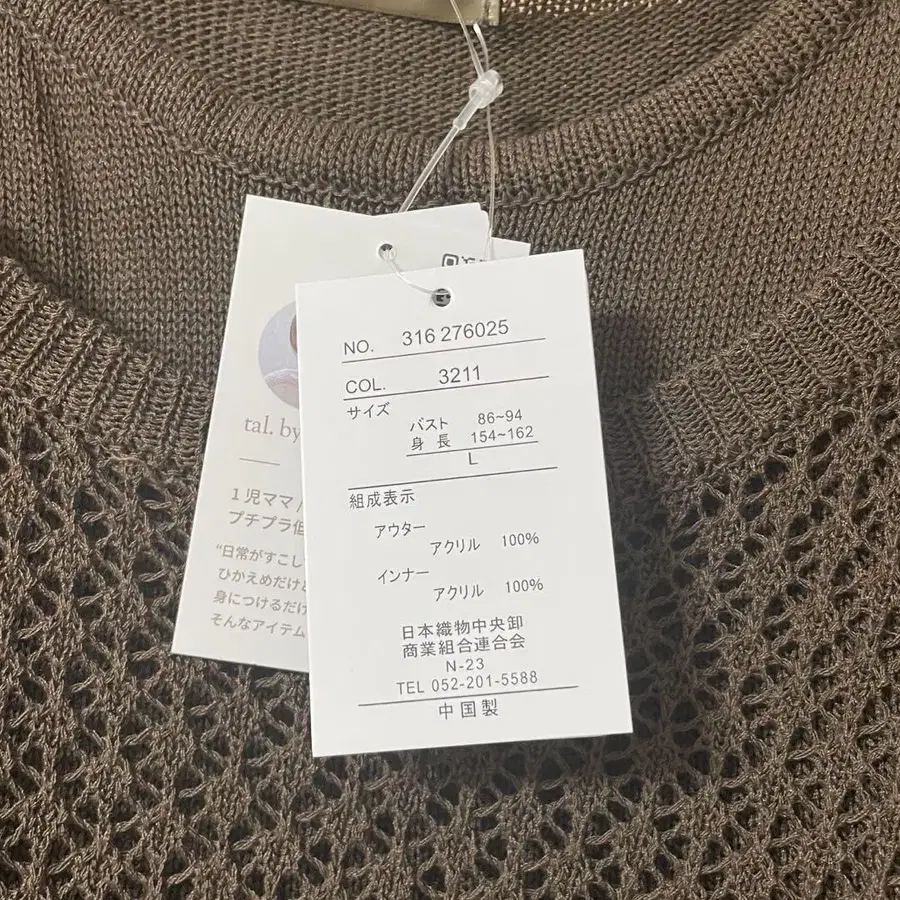 NO. 316 276025
COL. 3211
サイズ
バスト 86~94
身長 154~162
L
組成表示
アウター
アクリル 100%
インナー
アクリル 100%
日本織物中央卸
商業組合連合会
N-23
TEL 052-201-5588
中国製
tal. by
1児ママ /
プチプラ
"日常がすこし
ひかえめだけど
身につけるだけ
そんなアイテム